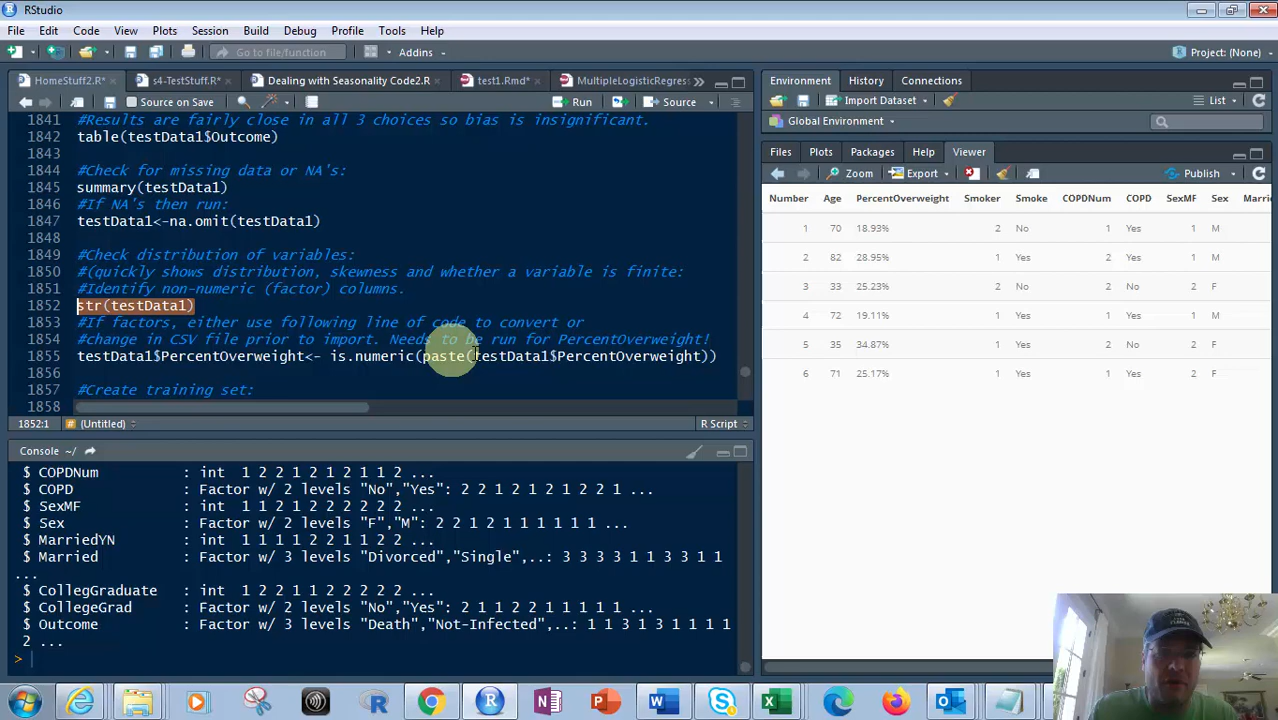 RStudio
File Edit Code View Plots Session Build Debug Profile Tools Help
Go to file/function Addins Project: (None)
HomeStuff2.R* s4-TestStuff.R* Dealing with Seasonality Code2.R test1.Rmd* MultipleLogisticRegres
Source on Save Run Source
1841 #Results are fairly close in all 3 choices so bias is insignificant.
1842 table(testData1$Outcome)
1843
1844 #Check for missing data or NA's:
1845 summary(testData1)
1846 #If NA's then run:
1847 testData1<-na.omit(testData1)
1848
1849 #Check distribution of variables:
1850 #(quickly shows distribution, skewness and whether a variable is finite:
1851 #Identify non-numeric (factor) columns.
1852 str(testData1)
1853 #If factors, either use following line of code to convert or
1854 #change in CSV file prior to import. Needs to be run for PercentOverweight!
1855 testData1$PercentOverweight<- is.numeric(paste(testData1$PercentOverweight))
1856
1857 #Create training set:
1858
1852:1 (Untitled) R Script
Console ~/
$ COPDNum : int 1 2 2 1 2 1 2 1 1 2 ...
$ COPD : Factor w/ 2 levels "No","Yes": 2 2 1 2 1 2 1 2 2 1 ...
$ SexMF : int 1 1 2 1 2 2 2 2 2 2 ...
$ Sex : Factor w/ 2 levels "F","M": 2 2 1 2 1 1 1 1 1 1 ...
$ MarriedYN : int 1 1 1 1 2 2 1 1 2 2 ...
$ Married : Factor w/ 3 levels "Divorced","Single",..: 3 3 3 3 1 1 3 3 1 1
...
$ CollegGraduate : int 1 2 2 1 1 2 2 2 2 2 ...
$ CollegeGrad : Factor w/ 2 levels "No","Yes": 2 1 1 2 2 1 1 1 1 1 ...
$ Outcome : Factor w/ 3 levels "Death","Not-Infected",..: 1 1 3 1 3 1 1 1 1
2 ...
>
Environment History Connections
Import Dataset List
Global Environment
Files Plots Packages Help Viewer
Zoom Export Publish
Number Age PercentOverweight Smoker Smoke COPDNum COPD SexMF Sex Married
1 70 18.93% 2 No 1 Yes 1 M
2 82 28.95% 1 Yes 1 Yes 1 M
3 33 25.23% 2 No 2 No 2 F
4 72 19.11% 1 Yes 1 Yes 1 M
5 35 34.87% 2 No 2 No 2 F
6 71 25.17% 1 Yes 1 Yes 2 F